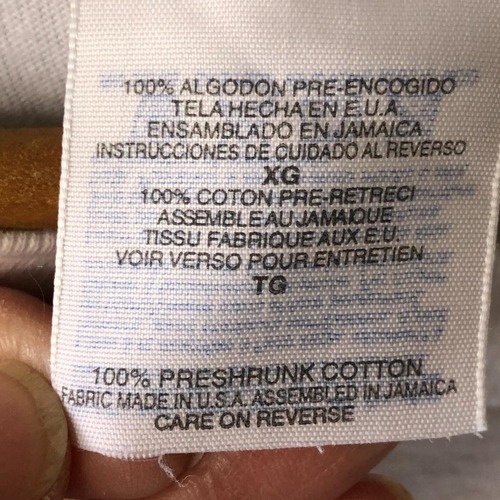 100% ALGODON PRE-ENCOGIDO
TELA HECHA EN E.U.A.
ENSAMBLADO EN JAMAICA
INSTRUCCIONES DE CUIDADO AL REVERSO
XG
100% COTON PRE-RETRECI
ASSEMBLE AU JAMAIQUE
TISSU FABRIQUE AUX E.U.
VOIR VERSO POUR ENTRETIEN
TG
100% PRESHRUNK COTTON
FABRIC MADE IN U.S.A. ASSEMBLED IN JAMAICA
CARE ON REVERSE